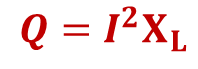 Q = I²X_L